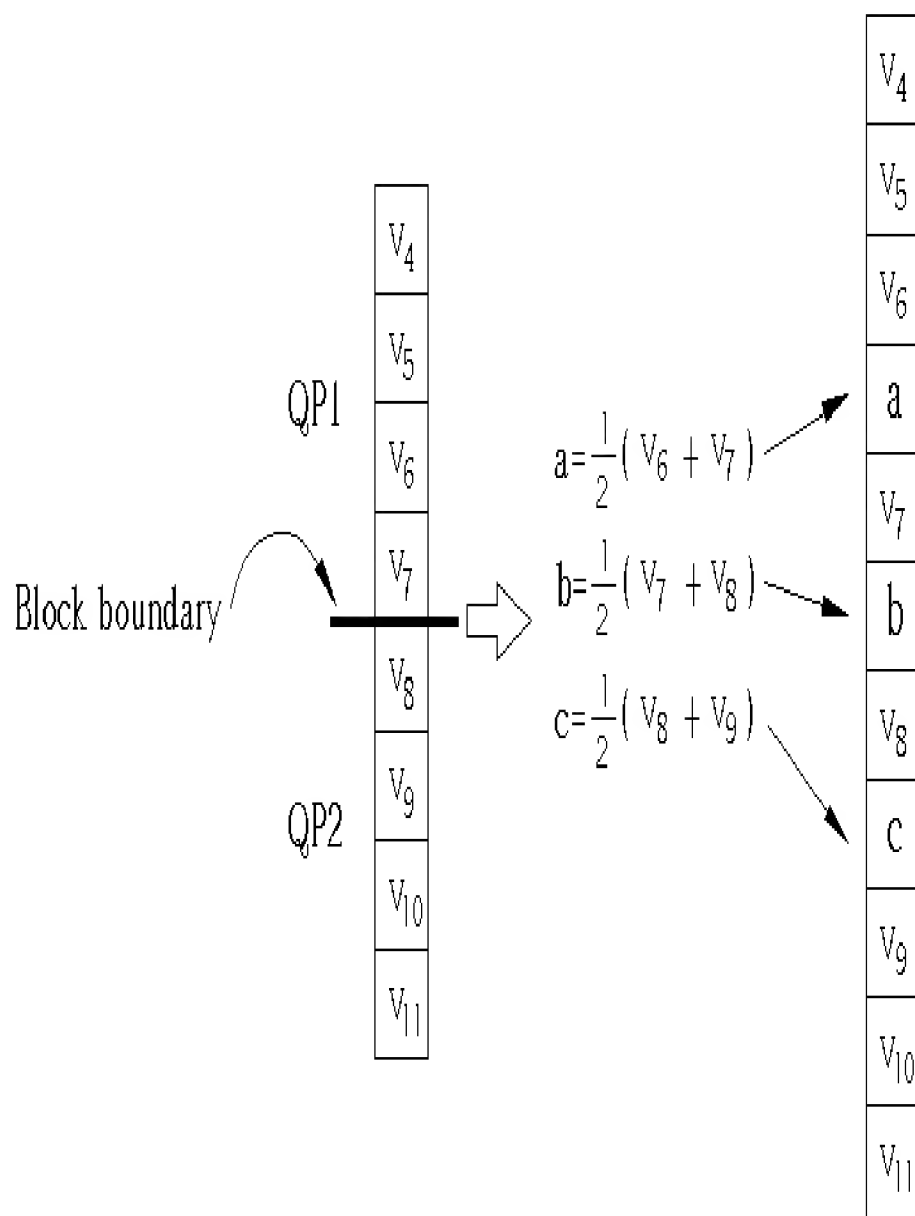 V4
V5
V6
V7
V8
V9
V10
V11
QP1
QP2
Block boundary
a=1/2( V6 + V7 )
b=1/2( V7 + V8 )
c=1/2( V8 + V9 )
V4
V5
V6
a
V7
b
V8
c
V9
V10
V11